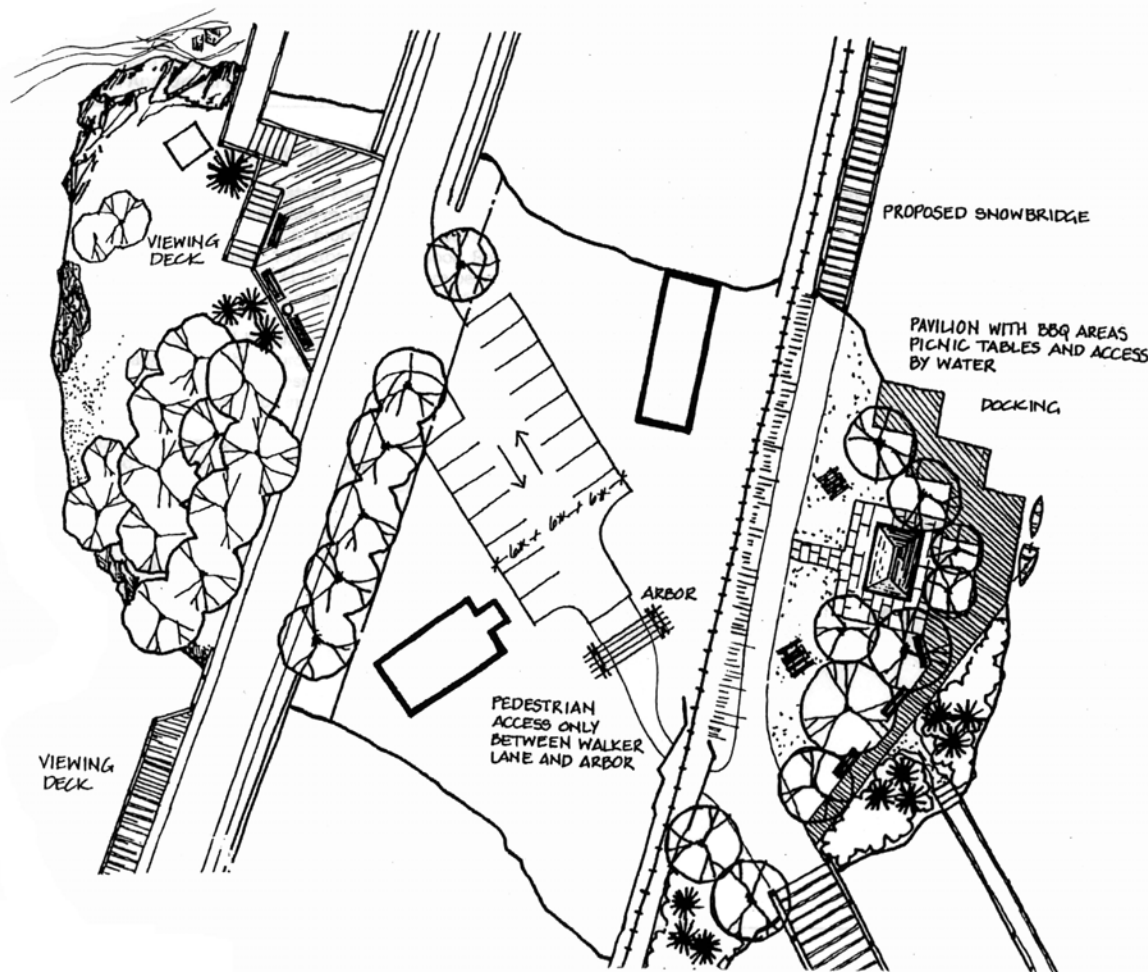 PROPOSED SNOWBRIDGE
VIEWING
DECK
PAVILION WITH BBQ AREAS
PICNIC TABLES AND ACCESS
BY WATER
DOCKING
ARBOR
PEDESTRIAN
ACCESS ONLY
BETWEEN WALKER
LANE AND ARBOR
VIEWING
DECK